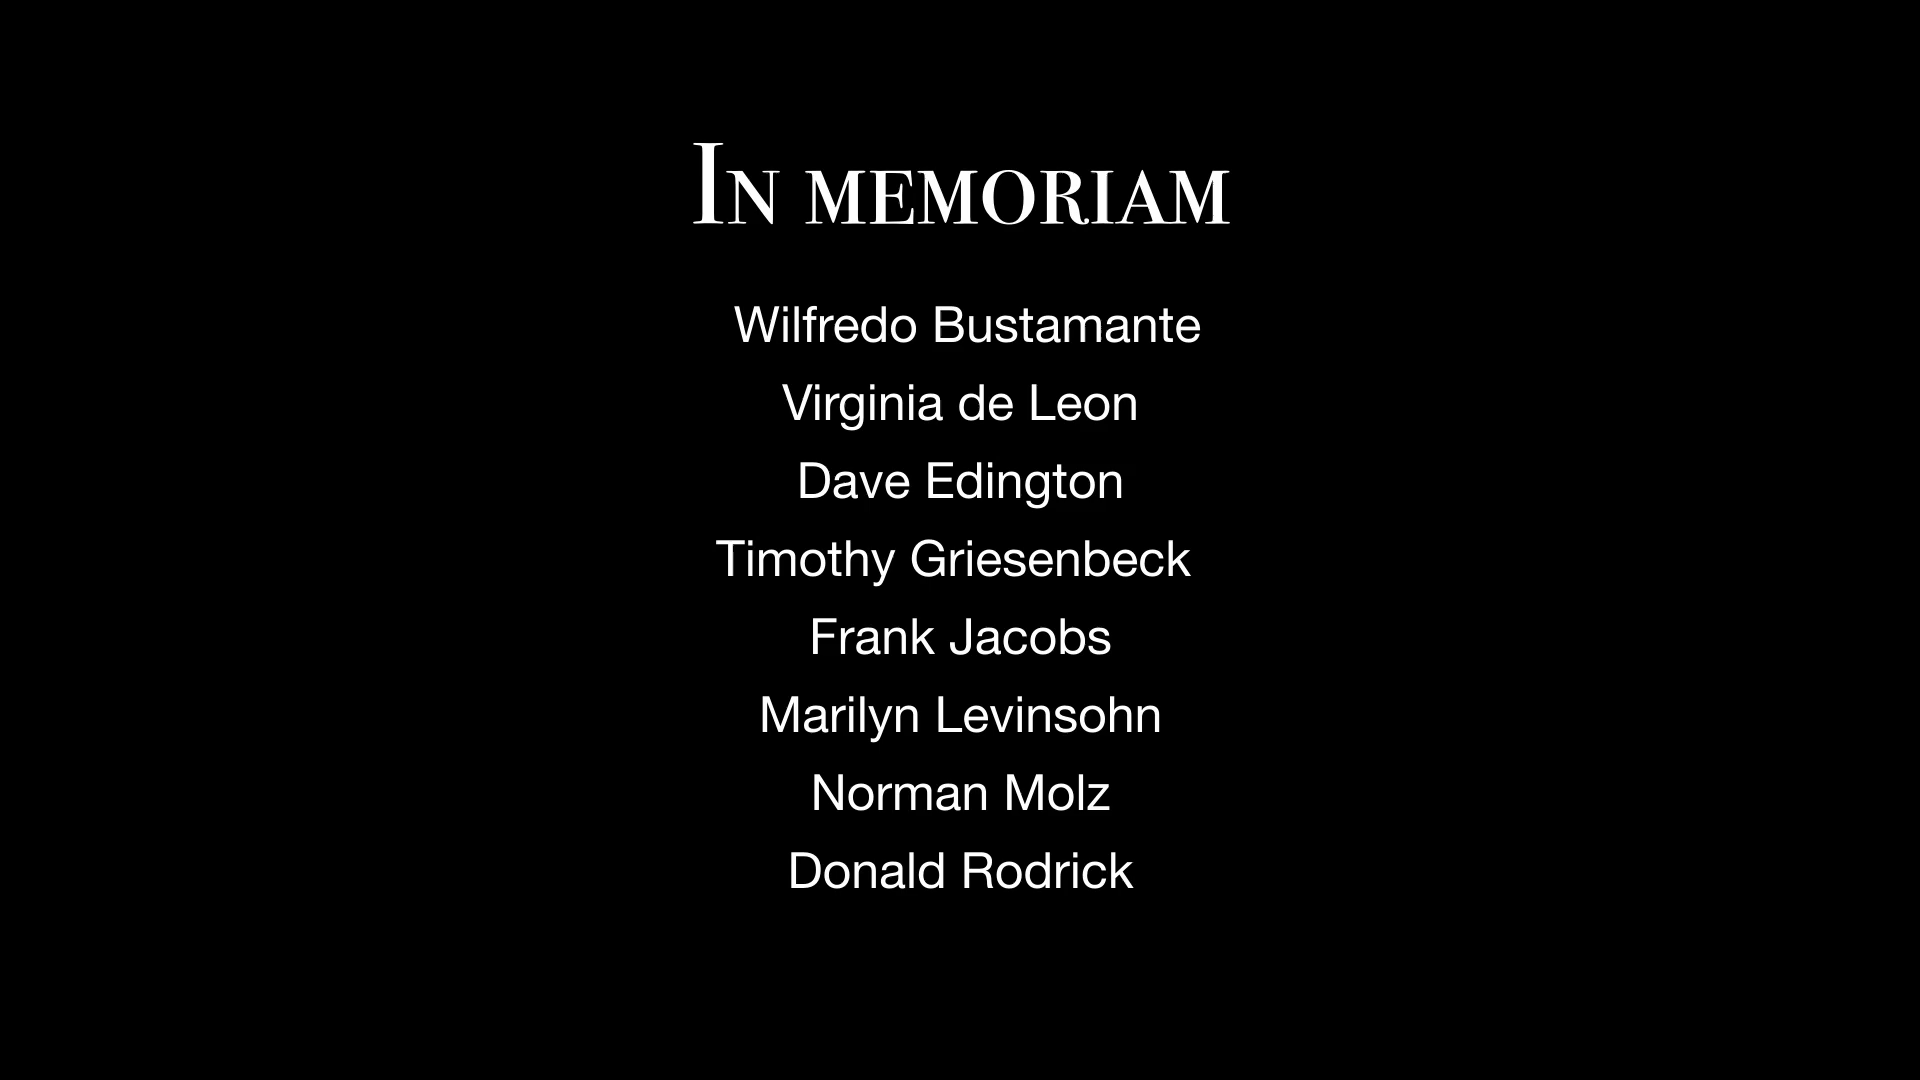 In memoriam
Wilfredo Bustamante
Virginia de Leon
Dave Edington
Timothy Griesenbeck
Frank Jacobs
Marilyn Levinsohn
Norman Molz
Donald Rodrick